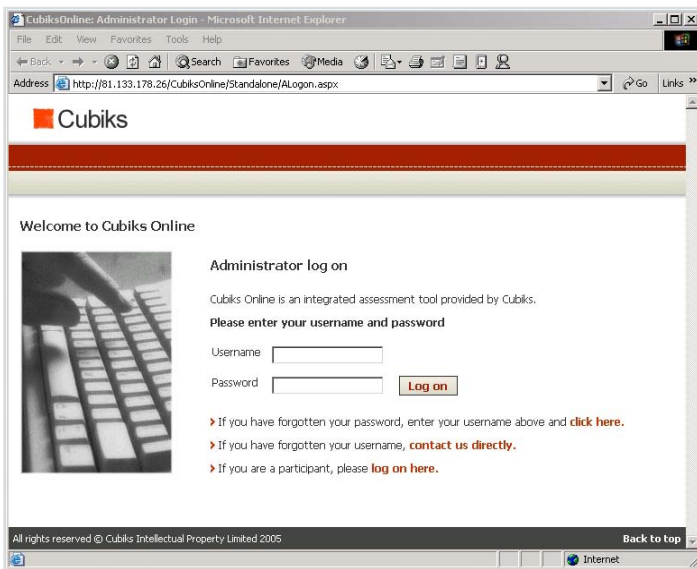 CubiksOnline: Administrator Login - Microsoft Internet Explorer
File Edit View Favorites Tools Help
Back Search Favorites Media
Address http://81.133.178.26/CubiksOnline/Standalone/ALogon.aspx Go Links »
Cubiks
Welcome to Cubiks Online
Administrator log on
Cubiks Online is an integrated assessment tool provided by Cubiks.
Please enter your username and password
Username
Password Log on
If you have forgotten your password, enter your username above and click here.
If you have forgotten your username, contact us directly.
If you are a participant, please log on here.
All rights reserved © Cubiks Intellectual Property Limited 2005 Back to top
Internet